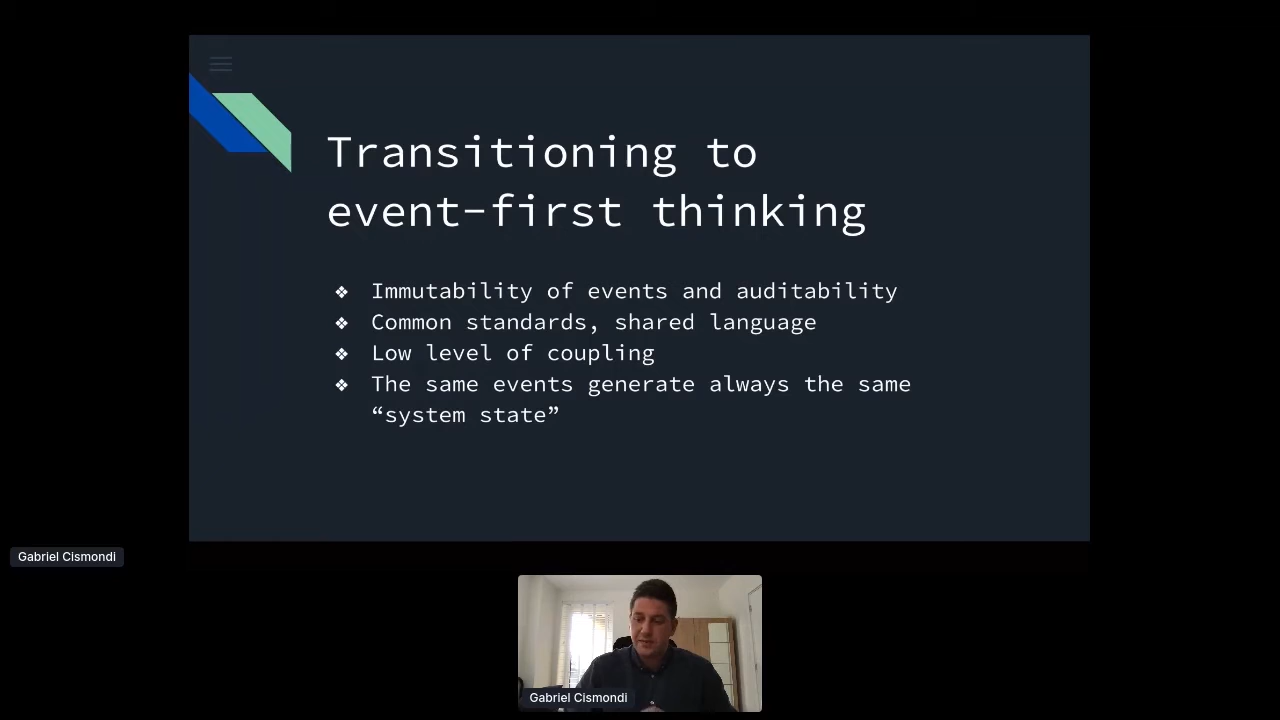 Transitioning to
event-first thinking
❖ Immutability of events and auditability
❖ Common standards, shared language
❖ Low level of coupling
❖ The same events generate always the same
“system state”
Gabriel Cismondi
Gabriel Cismondi